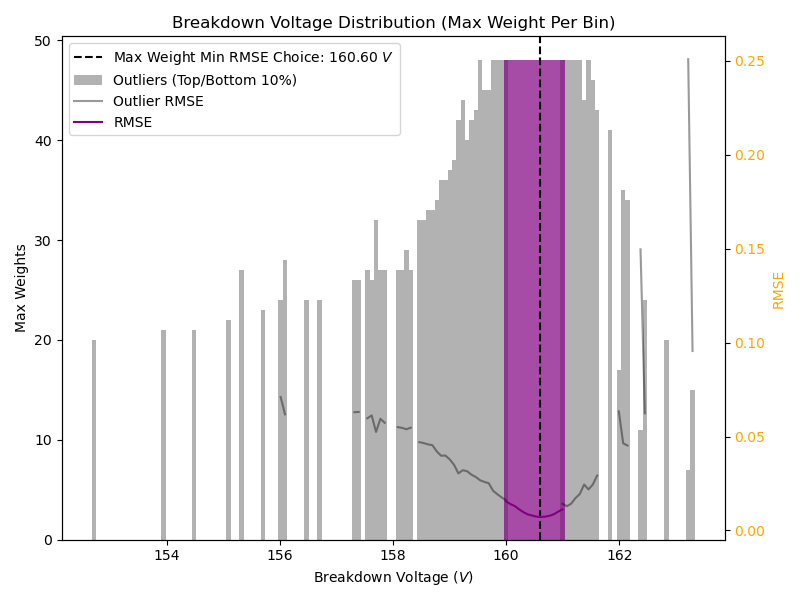 Breakdown Voltage Distribution (Max Weight Per Bin)
Max Weight Min RMSE Choice: 160.60 V
Outliers (Top/Bottom 10%)
Outlier RMSE
RMSE
Max Weights
50
40
30
20
10
0
154
156
158
160
162
Breakdown Voltage (V)
0.25
0.20
0.15
0.10
0.05
0.00
RMSE